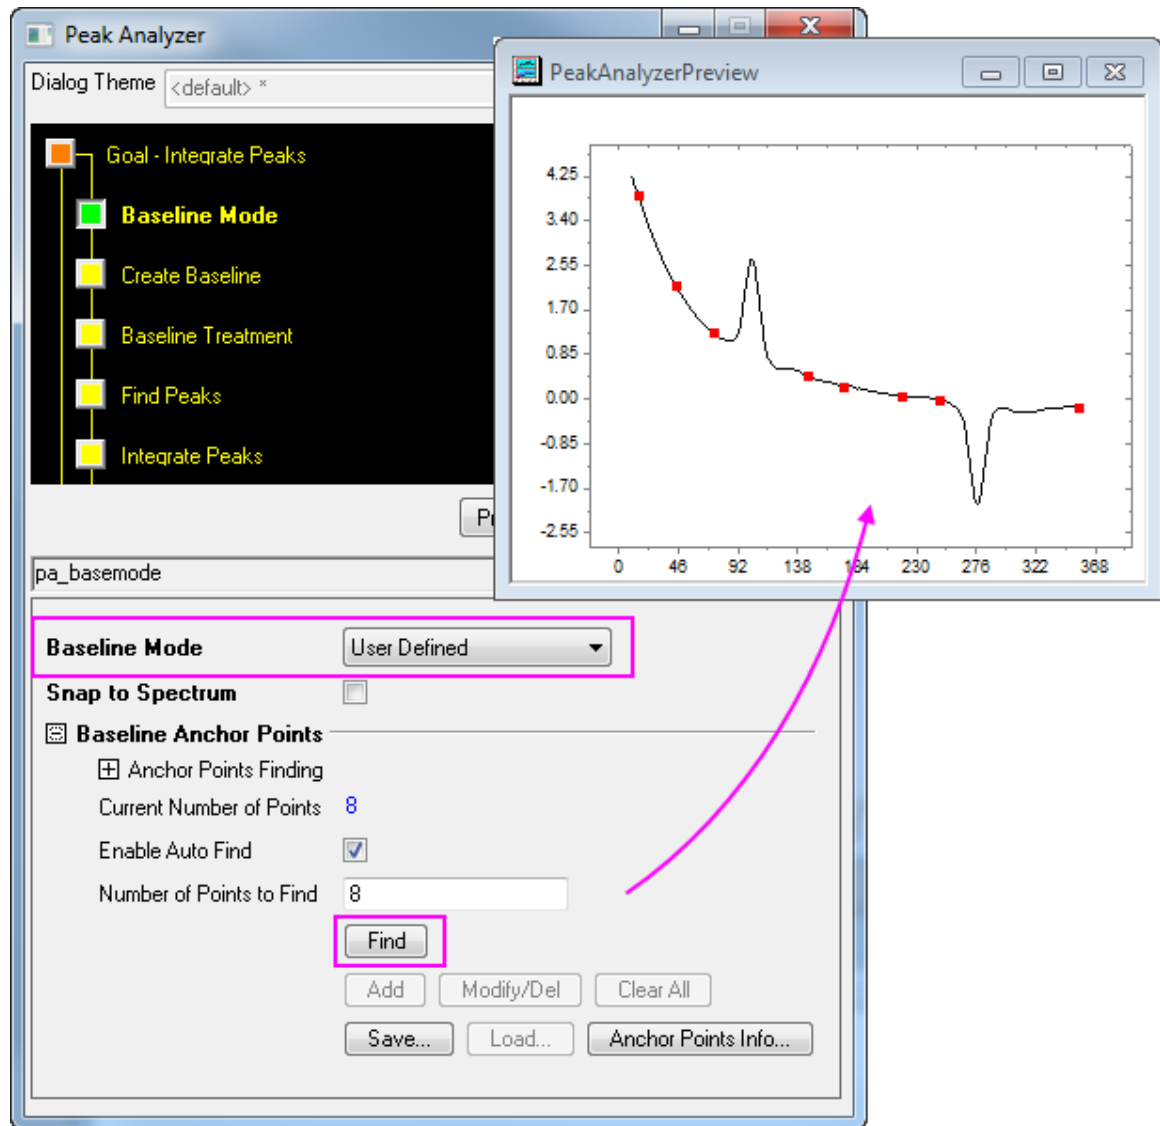 Peak Analyzer
Dialog Theme <default> *
Goal - Integrate Peaks
Baseline Mode
Create Baseline
Baseline Treatment
Find Peaks
Integrate Peaks
PeakAnalyzerPreview
4.25
3.40
2.55
1.70
0.85
0.00
-0.85
-1.70
-2.55
0 46 92 138 184 230 276 322 368
pa_basemode
Baseline Mode User Defined
Snap to Spectrum
Baseline Anchor Points
Anchor Points Finding
Current Number of Points 8
Enable Auto Find
Number of Points to Find 8
Find
Add Modify/Del Clear All
Save... Load... Anchor Points Info...